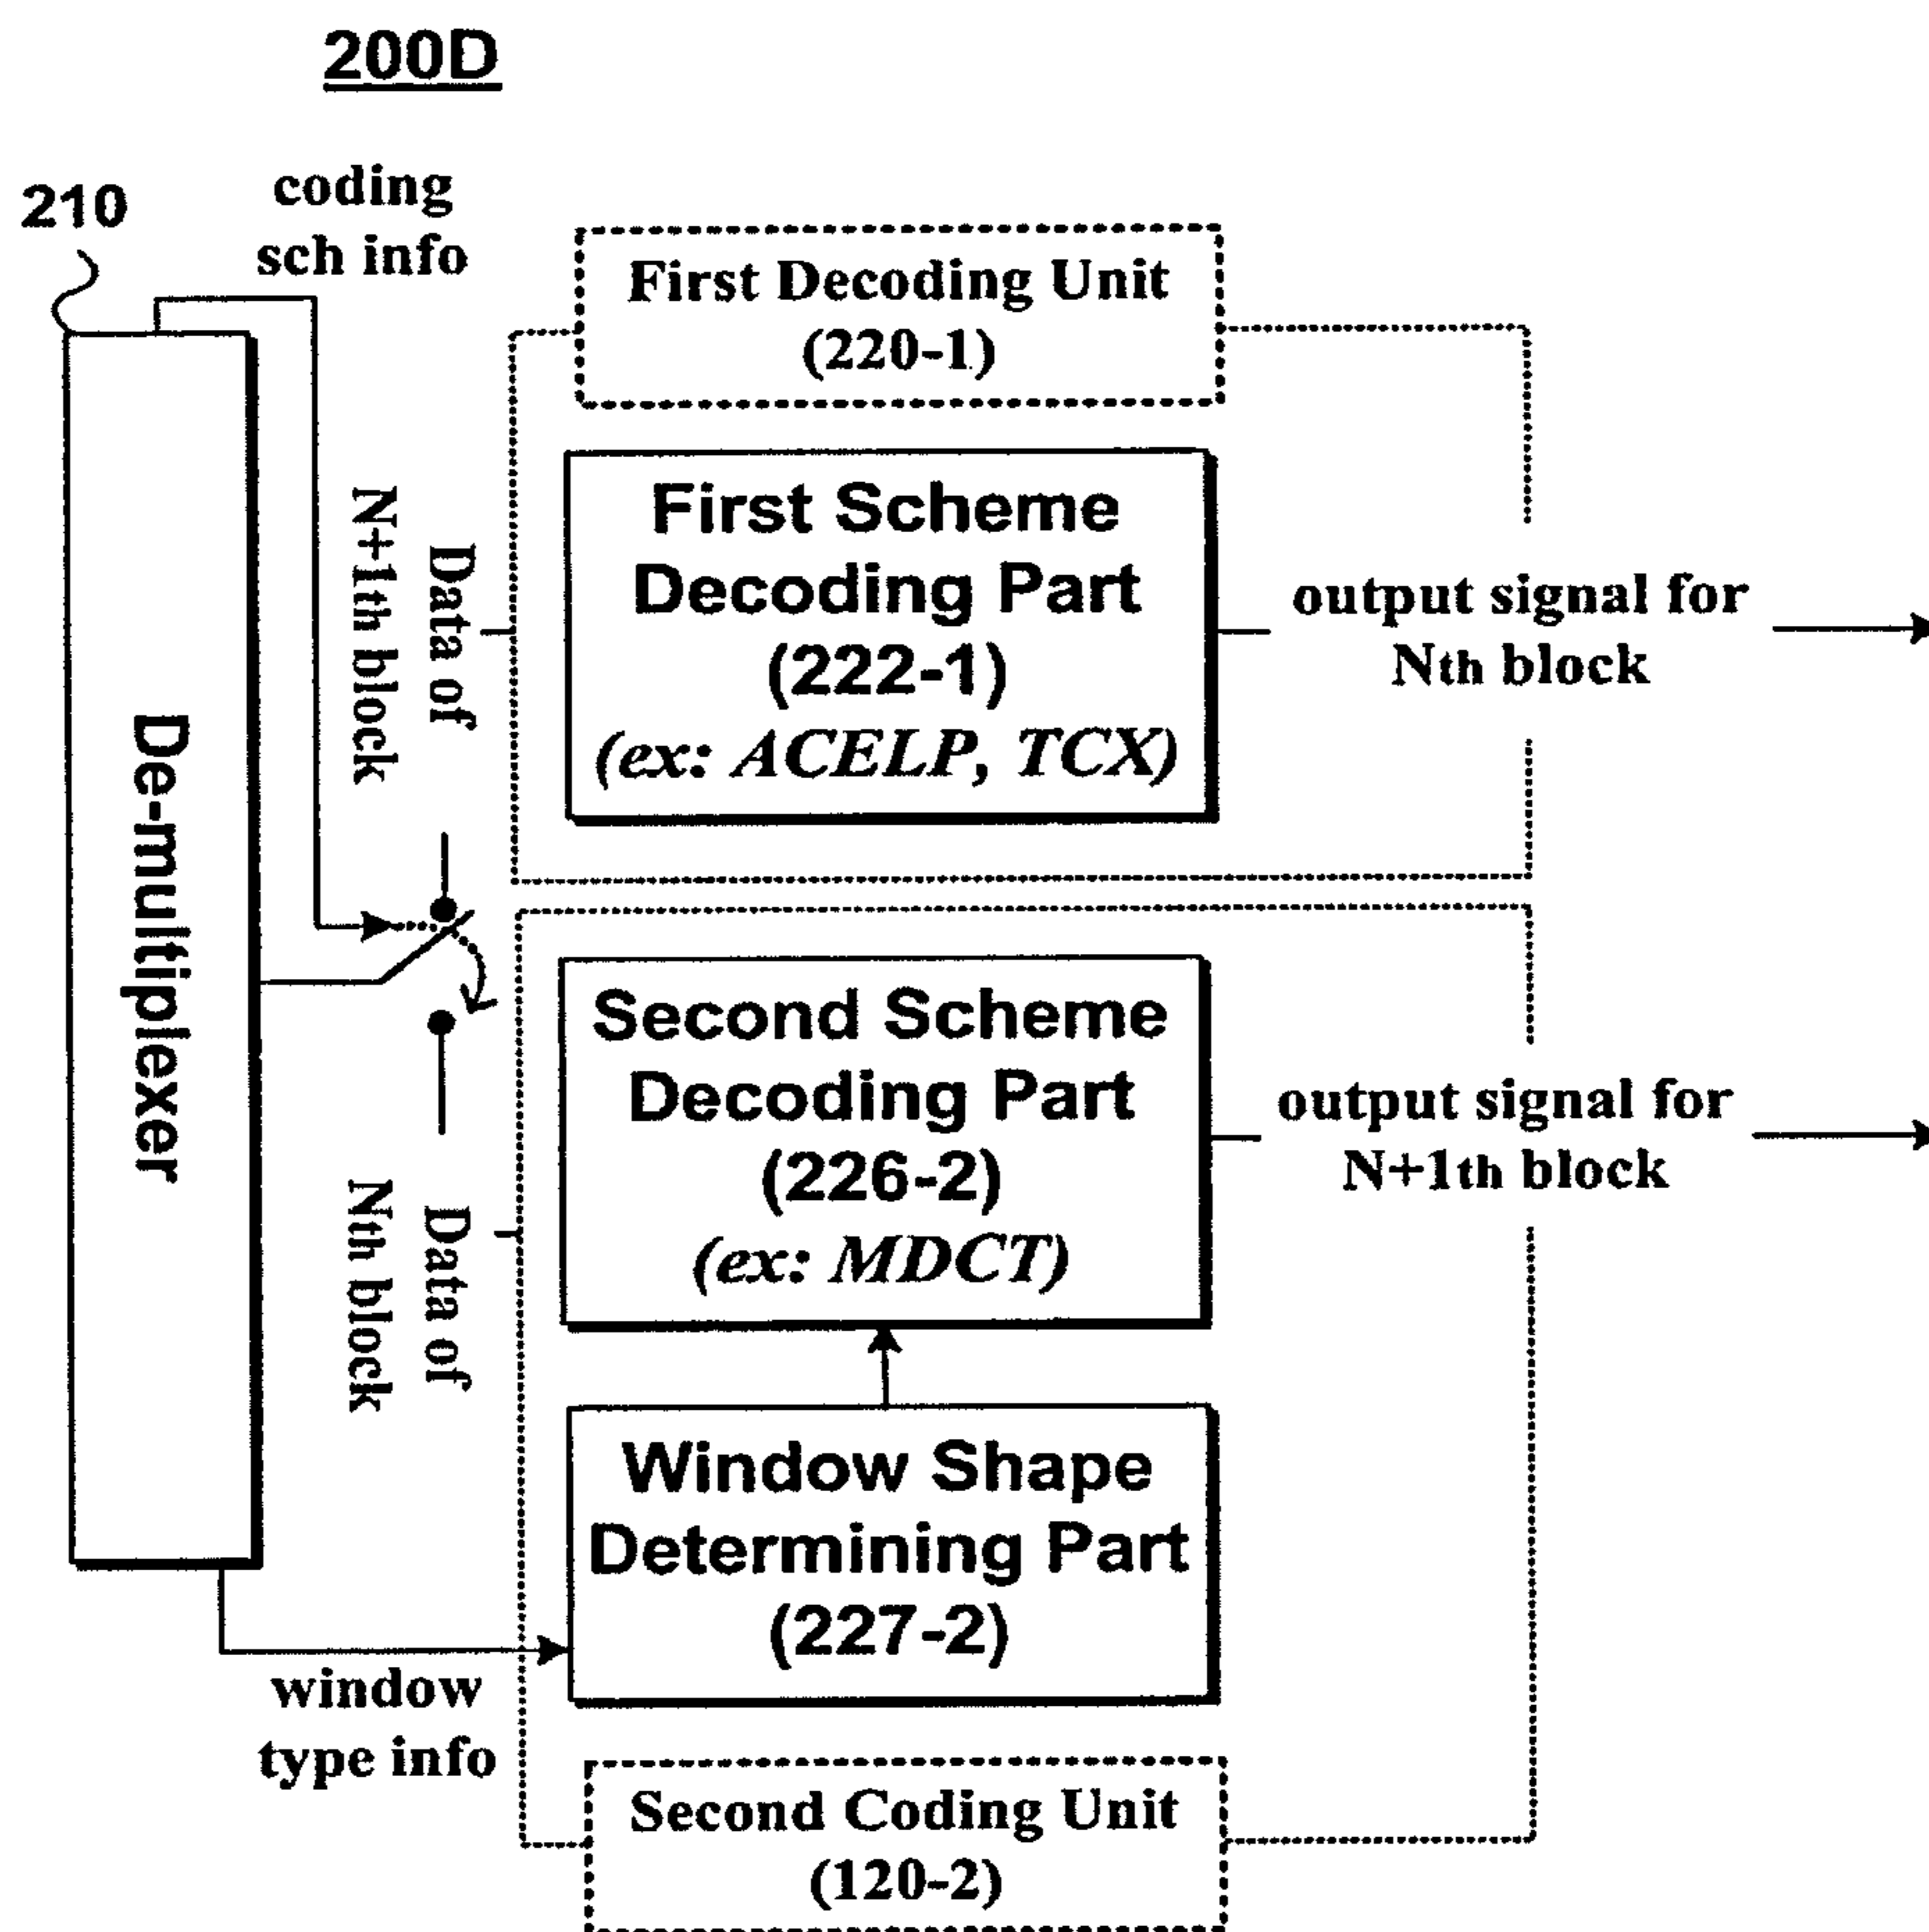 200D
210
coding
sch info
First Decoding Unit
(220-1)
First Scheme
Decoding Part
(222-1)
(ex: ACELP, TCX)
Data of
N+1th block
output signal for
Nth block
De-multiplexer
Second Scheme
Decoding Part
(226-2)
(ex: MDCT)
Data of
Nth block
output signal for
N+1th block
Window Shape
Determining Part
(227-2)
window
type info
Second Coding Unit
(120-2)